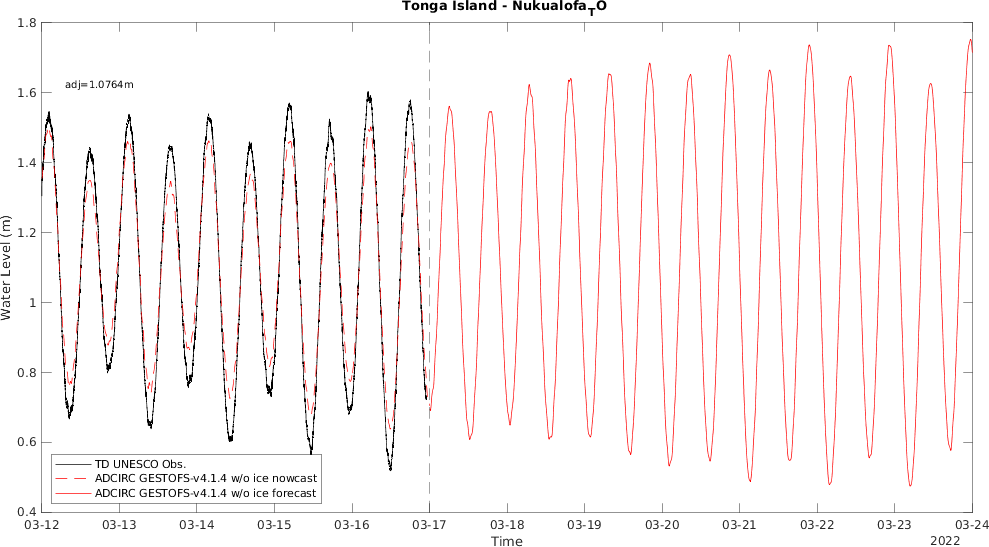 Tonga Island - NukualofaTO
1.8
adj=1.0764m
1.6
1.4
1.2
1
0.8
0.6
0.4
Water Level (m)
TD UNESCO Obs.
ADCIRC GESTOFS-v4.1.4 w/o ice nowcast
ADCIRC GESTOFS-v4.1.4 w/o ice forecast
03-12 03-13 03-14 03-15 03-16 03-17 03-18 03-19 03-20 03-21 03-22 03-23 03-24
Time
2022